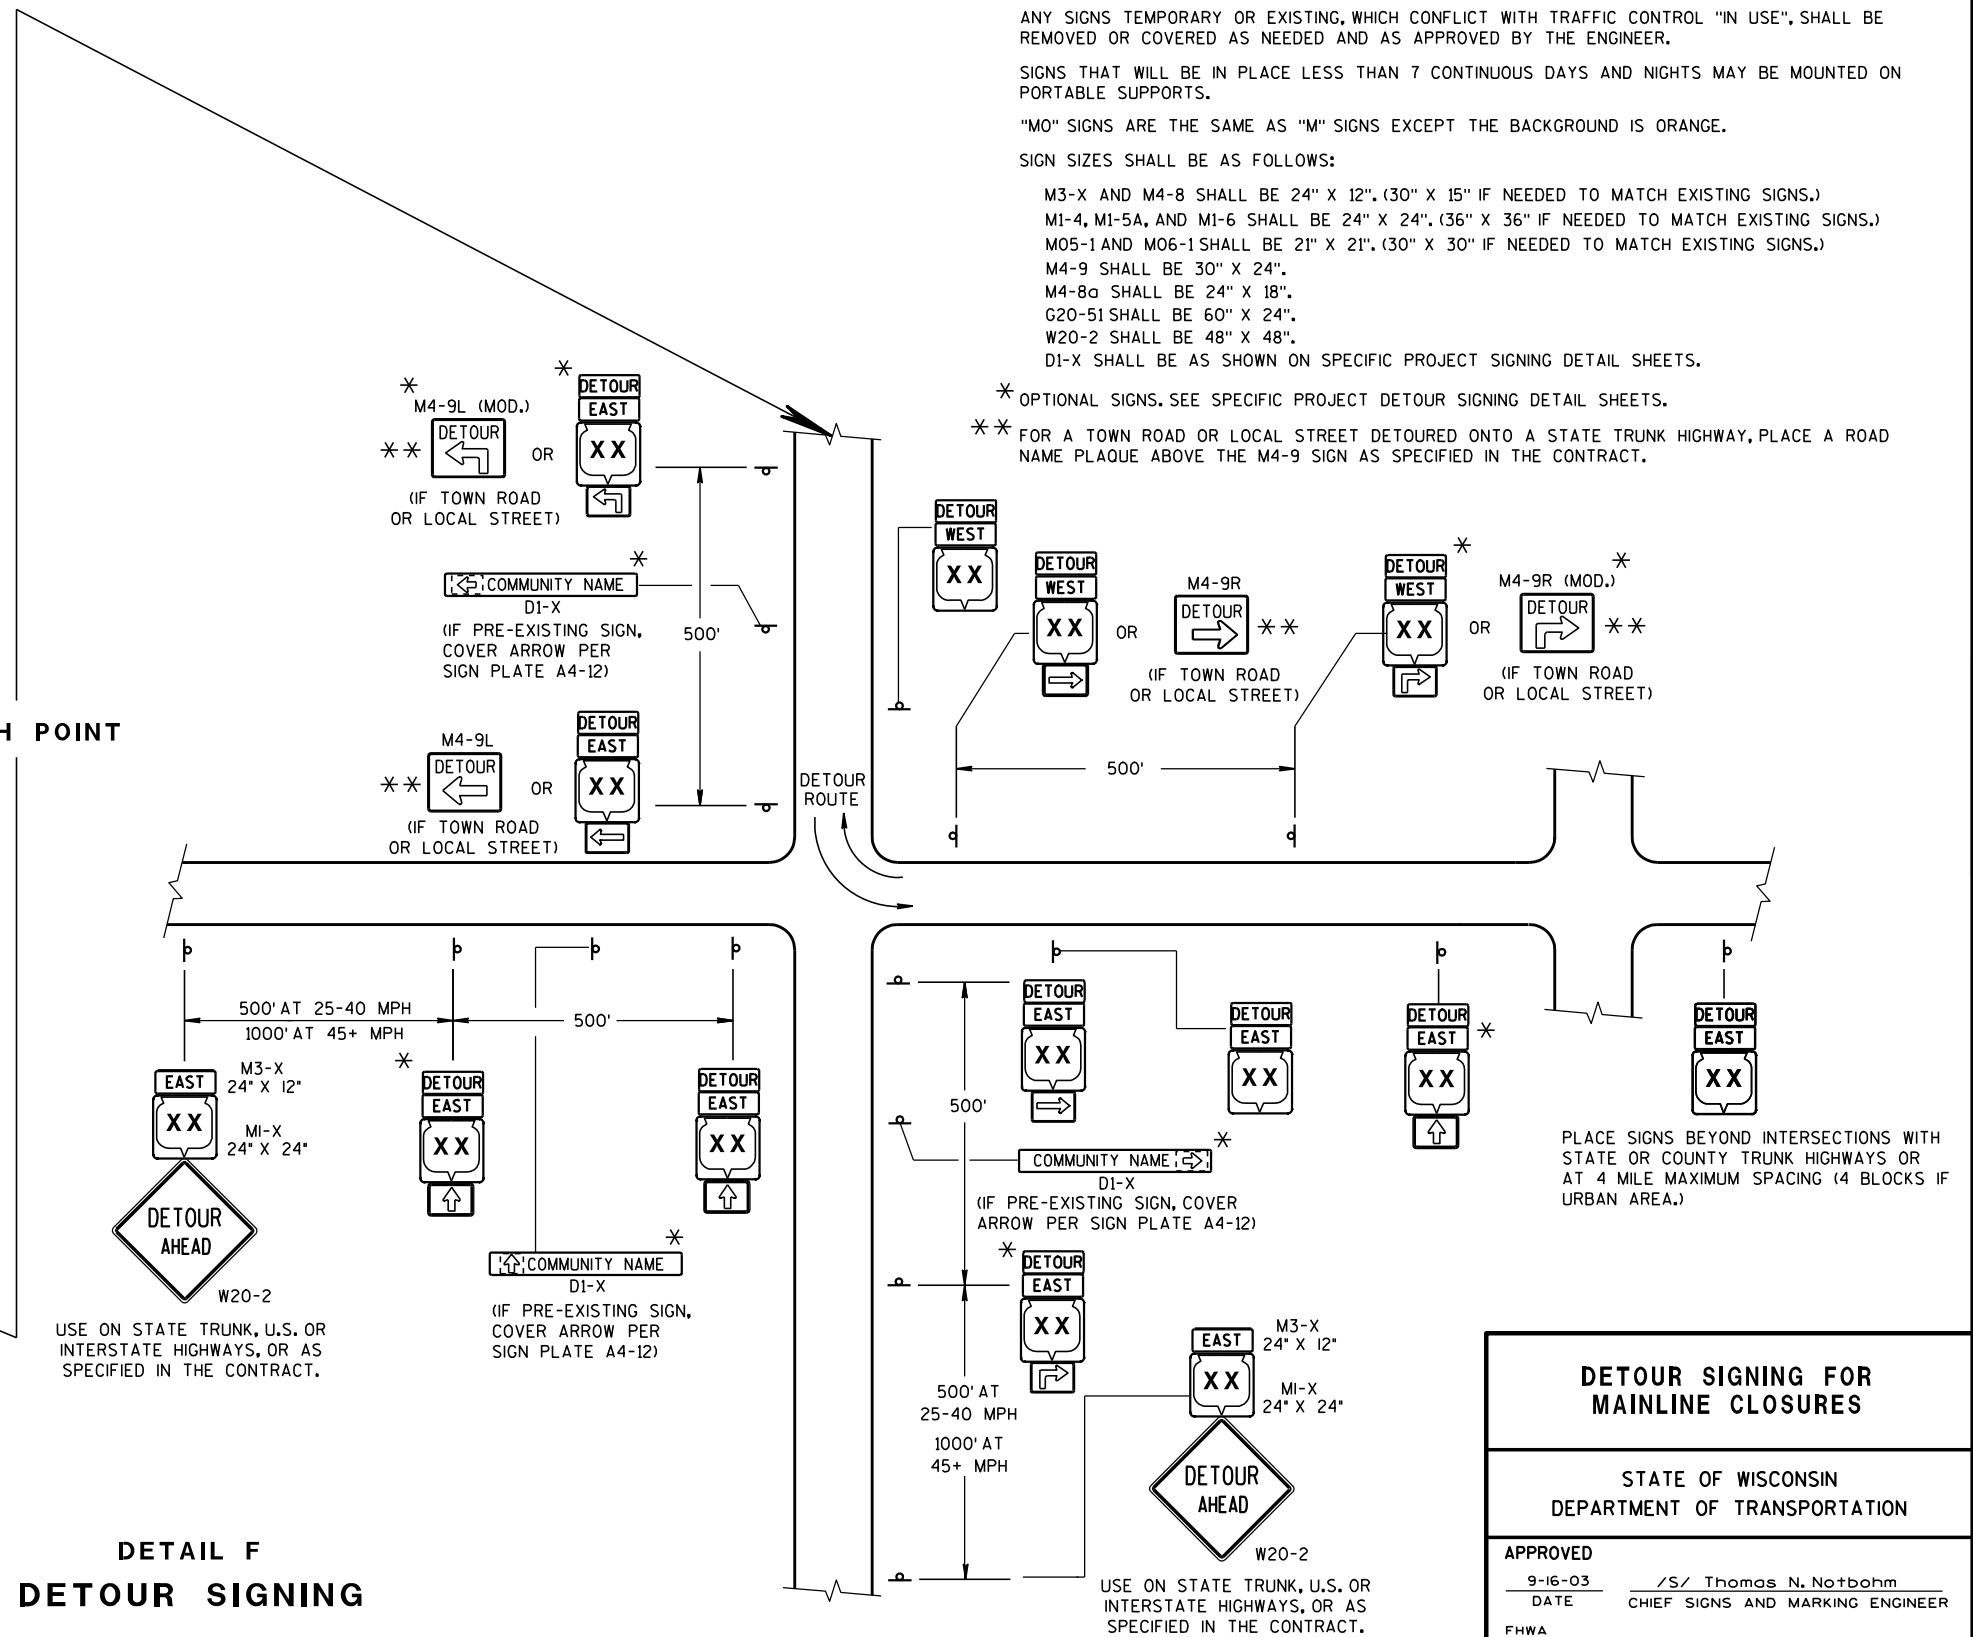 ANY SIGNS TEMPORARY OR EXISTING, WHICH CONFLICT WITH TRAFFIC CONTROL "IN USE", SHALL BE
REMOVED OR COVERED AS NEEDED AND AS APPROVED BY THE ENGINEER.
SIGNS THAT WILL BE IN PLACE LESS THAN 7 CONTINUOUS DAYS AND NIGHTS MAY BE MOUNTED ON
PORTABLE SUPPORTS.
"MO" SIGNS ARE THE SAME AS "M" SIGNS EXCEPT THE BACKGROUND IS ORANGE.
SIGN SIZES SHALL BE AS FOLLOWS:
M3-X AND M4-8 SHALL BE 24" X 12". (30" X 15" IF NEEDED TO MATCH EXISTING SIGNS.)
M1-4, M1-5A, AND M1-6 SHALL BE 24" X 24". (36" X 36" IF NEEDED TO MATCH EXISTING SIGNS.)
MO5-1 AND MO6-1 SHALL BE 21" X 21". (30" X 30" IF NEEDED TO MATCH EXISTING SIGNS.)
M4-9 SHALL BE 30" X 24".
M4-8a SHALL BE 24" X 18".
G20-51 SHALL BE 60" X 24".
W20-2 SHALL BE 48" X 48".
D1-X SHALL BE AS SHOWN ON SPECIFIC PROJECT SIGNING DETAIL SHEETS.
* OPTIONAL SIGNS. SEE SPECIFIC PROJECT DETOUR SIGNING DETAIL SHEETS.
** FOR A TOWN ROAD OR LOCAL STREET DETOURED ONTO A STATE TRUNK HIGHWAY, PLACE A ROAD
NAME PLAQUE ABOVE THE M4-9 SIGN AS SPECIFIED IN THE CONTRACT.
*
M4-9L (MOD.)
** DETOUR
OR
(IF TOWN ROAD
OR LOCAL STREET)
*
DETOUR
EAST
XX
*
COMMUNITY NAME
D1-X
(IF PRE-EXISTING SIGN,
COVER ARROW PER
SIGN PLATE A4-12)
500'
M4-9L
** DETOUR
OR
(IF TOWN ROAD
OR LOCAL STREET)
DETOUR
EAST
XX
H POINT
DETOUR
ROUTE
DETOUR
WEST
XX
DETOUR
WEST
XX
OR
M4-9R
DETOUR **
(IF TOWN ROAD
OR LOCAL STREET)
*
DETOUR
WEST
XX
OR
*
M4-9R (MOD.)
DETOUR **
(IF TOWN ROAD
OR LOCAL STREET)
500'
500' AT 25-40 MPH
1000' AT 45+ MPH
500'
EAST
XX
M3-X
24" X 12"
M1-X
24" X 24"
DETOUR
AHEAD
W20-2
USE ON STATE TRUNK, U.S. OR
INTERSTATE HIGHWAYS, OR AS
SPECIFIED IN THE CONTRACT.
*
DETOUR
EAST
XX
DETOUR
EAST
XX
*
COMMUNITY NAME
D1-X
(IF PRE-EXISTING SIGN,
COVER ARROW PER
SIGN PLATE A4-12)
500'
DETOUR
EAST
XX
*
COMMUNITY NAME
D1-X
(IF PRE-EXISTING SIGN, COVER
ARROW PER SIGN PLATE A4-12)
DETOUR
EAST
XX
DETOUR
EAST *
XX
DETOUR
EAST
XX
PLACE SIGNS BEYOND INTERSECTIONS WITH
STATE OR COUNTY TRUNK HIGHWAYS OR
AT 4 MILE MAXIMUM SPACING (4 BLOCKS IF
URBAN AREA.)
*
DETOUR
EAST
XX
500' AT
25-40 MPH
1000' AT
45+ MPH
EAST
XX
M3-X
24" X 12"
M1-X
24" X 24"
DETOUR
AHEAD
W20-2
USE ON STATE TRUNK, U.S. OR
INTERSTATE HIGHWAYS, OR AS
SPECIFIED IN THE CONTRACT.
DETAIL F
DETOUR SIGNING
DETOUR SIGNING FOR
MAINLINE CLOSURES
STATE OF WISCONSIN
DEPARTMENT OF TRANSPORTATION
APPROVED
9-16-03 /S/ Thomas N. Notbohm
DATE CHIEF SIGNS AND MARKING ENGINEER
FHWA